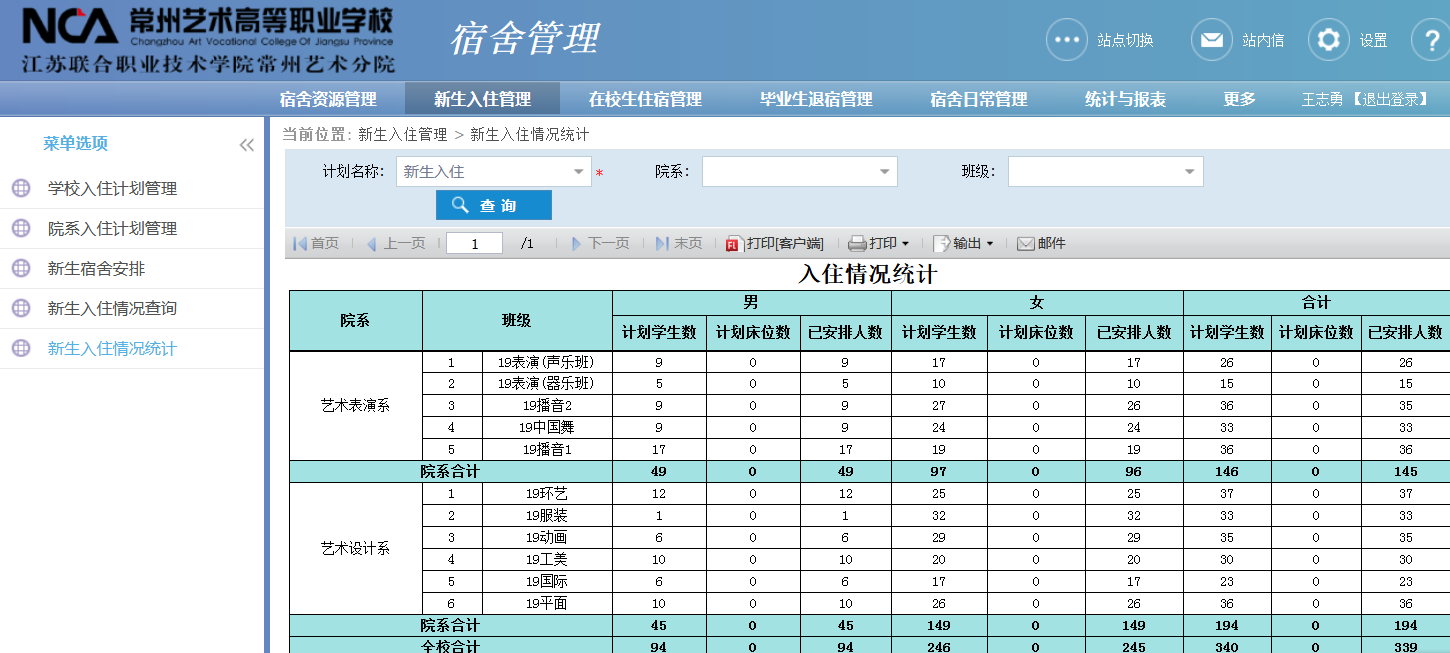 NCA 常州艺术高等职业学校
Changzhou Art Vocational College Of Jiangsu Province
江苏联合职业技术学院常州艺术分院
宿舍管理
站点切换 站内信 设置 ?
宿舍资源管理 新生入住管理 在校生住宿管理 毕业生退宿管理 宿舍日常管理 统计与报表 更多 王志勇 【退出登录】
菜单选项 <<
学校入住计划管理
院系入住计划管理
新生宿舍安排
新生入住情况查询
新生入住情况统计
当前位置: 新生入住管理 > 新生入住情况统计
计划名称: 新生入住 * 院系: 班级:
查 询
首页 上一页 1 /1 下一页 末页 打印[客户端] 打印 输出 邮件
入住情况统计
院系 班级 男 女 合计
计划学生数 计划床位数 已安排人数 计划学生数 计划床位数 已安排人数 计划学生数 计划床位数 已安排人数
艺术表演系
1 19表演(声乐班) 9 0 9 17 0 17 26 0 26
2 19表演(器乐班) 5 0 5 10 0 10 15 0 15
3 19播音2 9 0 9 27 0 26 36 0 35
4 19中国舞 9 0 9 24 0 24 33 0 33
5 19播音1 17 0 17 19 0 19 36 0 36
院系合计 49 0 49 97 0 96 146 0 145
艺术设计系
1 19环艺 12 0 12 25 0 25 37 0 37
2 19服装 1 0 1 32 0 32 33 0 33
3 19动画 6 0 6 29 0 29 35 0 35
4 19工美 10 0 10 20 0 20 30 0 30
5 19国际 6 0 6 17 0 17 23 0 23
6 19平面 10 0 10 26 0 26 36 0 36
院系合计 45 0 45 149 0 149 194 0 194
全校合计 94 0 94 246 0 245 340 0 339